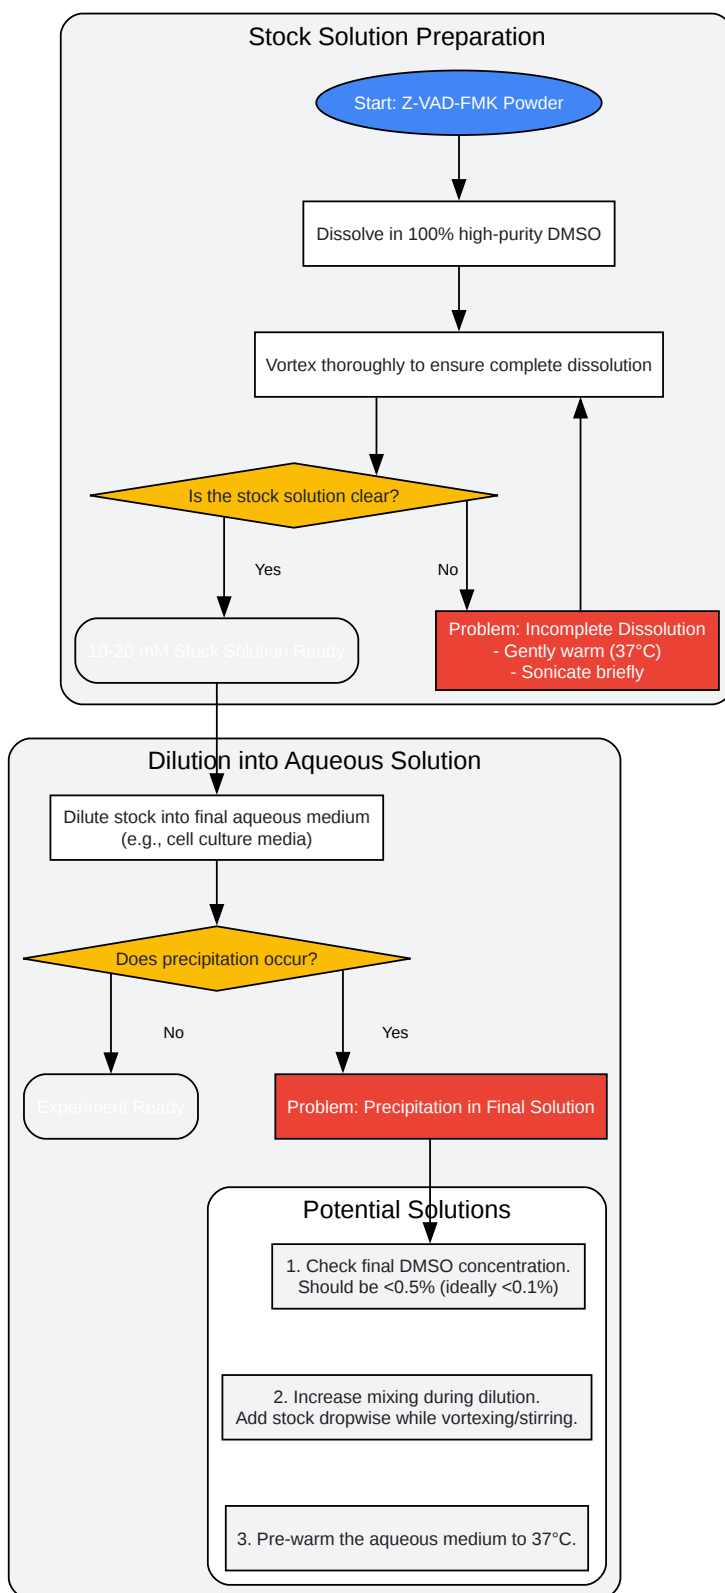 Stock Solution Preparation
Start: Z-VAD-FMK Powder
Dissolve in 100% high-purity DMSO
Vortex thoroughly to ensure complete dissolution
Is the stock solution clear?
Yes
No
10-20 mM Stock Solution Ready
Problem: Incomplete Dissolution
- Gently warm (37°C)
- Sonicate briefly
Dilution into Aqueous Solution
Dilute stock into final aqueous medium
(e.g., cell culture media)
Does precipitation occur?
No
Yes
Experiment Ready
Problem: Precipitation in Final Solution
Potential Solutions
1. Check final DMSO concentration.
Should be <0.5% (ideally <0.1%)
2. Increase mixing during dilution.
Add stock dropwise while vortexing/stirring.
3. Pre-warm the aqueous medium to 37°C.